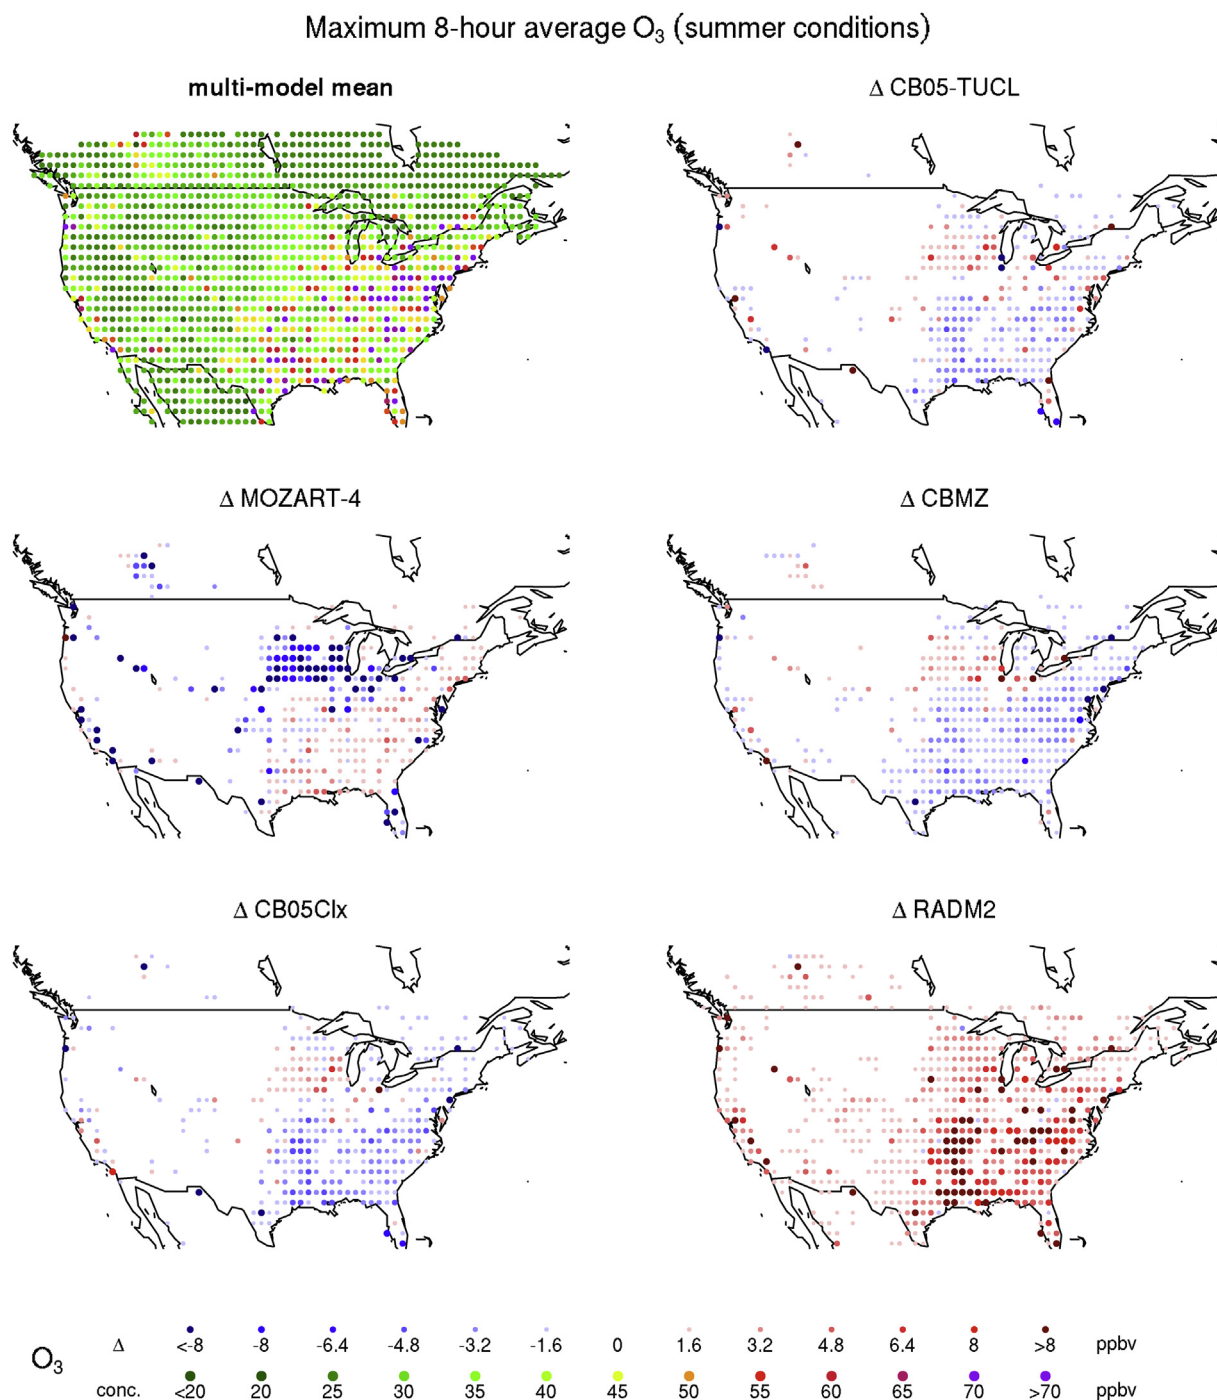 Maximum 8-hour average O₃ (summer conditions)
multi-model mean
Δ CB05-TUCL
Δ MOZART-4
Δ CBMZ
Δ CB05Clx
Δ RADM2
O₃
Δ <-8 -8 -6.4 -4.8 -3.2 -1.6 0 1.6 3.2 4.8 6.4 8 >8 ppbv
conc. <20 20 25 30 35 40 45 50 55 60 65 70 >70 ppbv